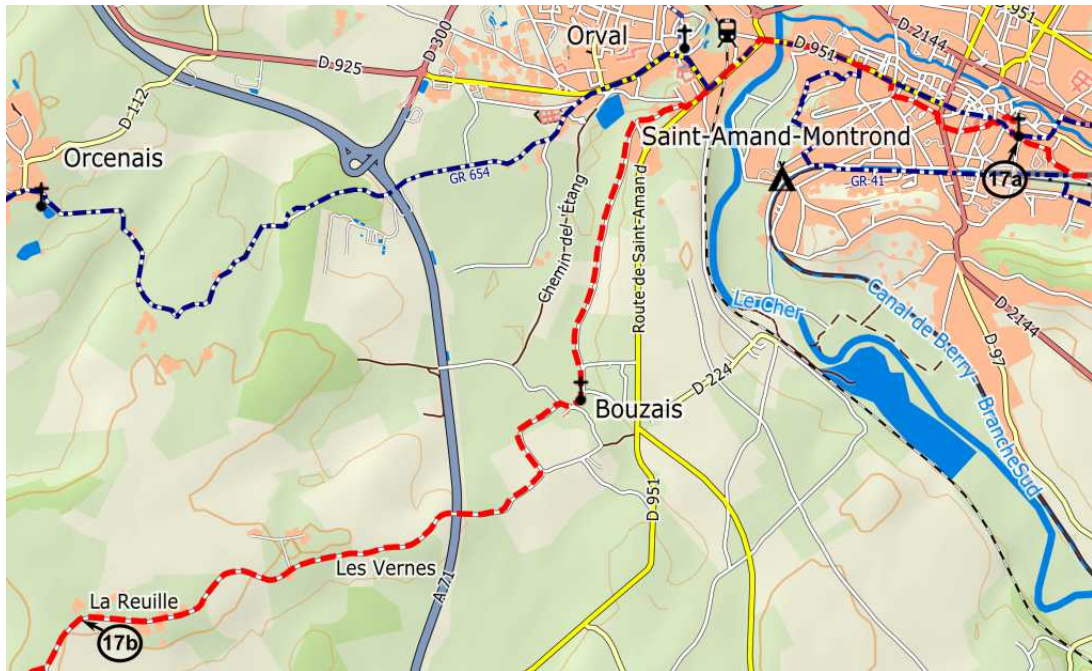 D 951
D 300
Orval
D 951
D 2144
D 925
D 112
Saint-Amand-Montrond
Orcenais
GR 654
17a
GR 41
Chemin-de-l'Étang
Route de Saint-Amand
Le Cher
Canal de Berry - Branche Sud
D 2144
D 97
D 224
Bouzais
D 951
Les Vernes
A 71
La Reuille
17b